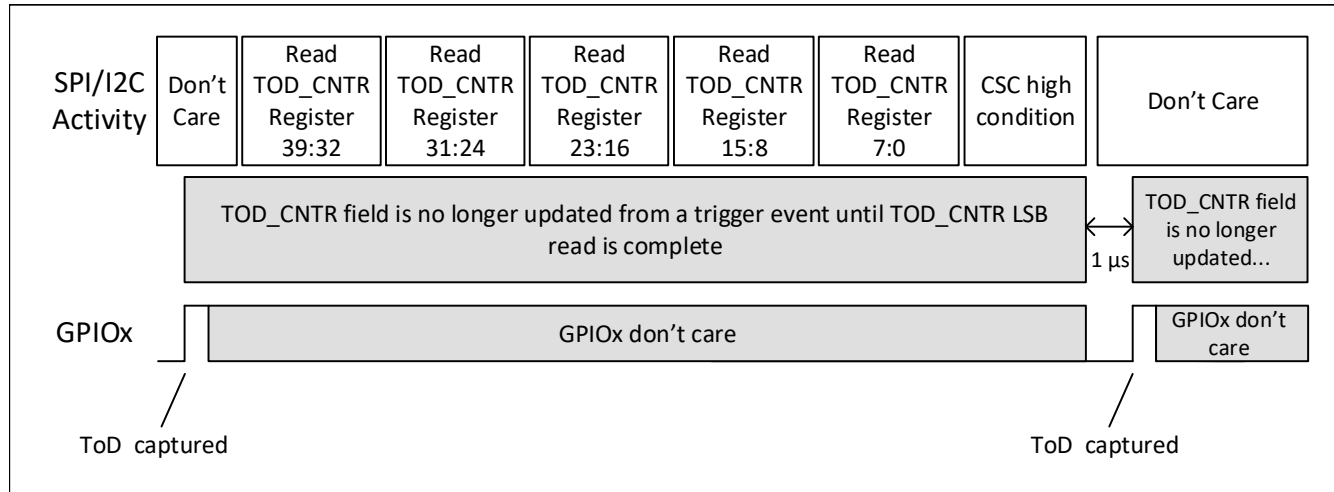 SPI/I2C
Activity
Don't
Care
Read
TOD_CNTR
Register
39:32
Read
TOD_CNTR
Register
31:24
Read
TOD_CNTR
Register
23:16
Read
TOD_CNTR
Register
15:8
Read
TOD_CNTR
Register
7:0
CSC high
condition
Don't Care
TOD_CNTR field is no longer updated from a trigger event until TOD_CNTR LSB
read is complete
1 µs
TOD_CNTR field
is no longer
updated...
GPIOx
GPIOx don't care
GPIOx don't
care
ToD captured
ToD captured